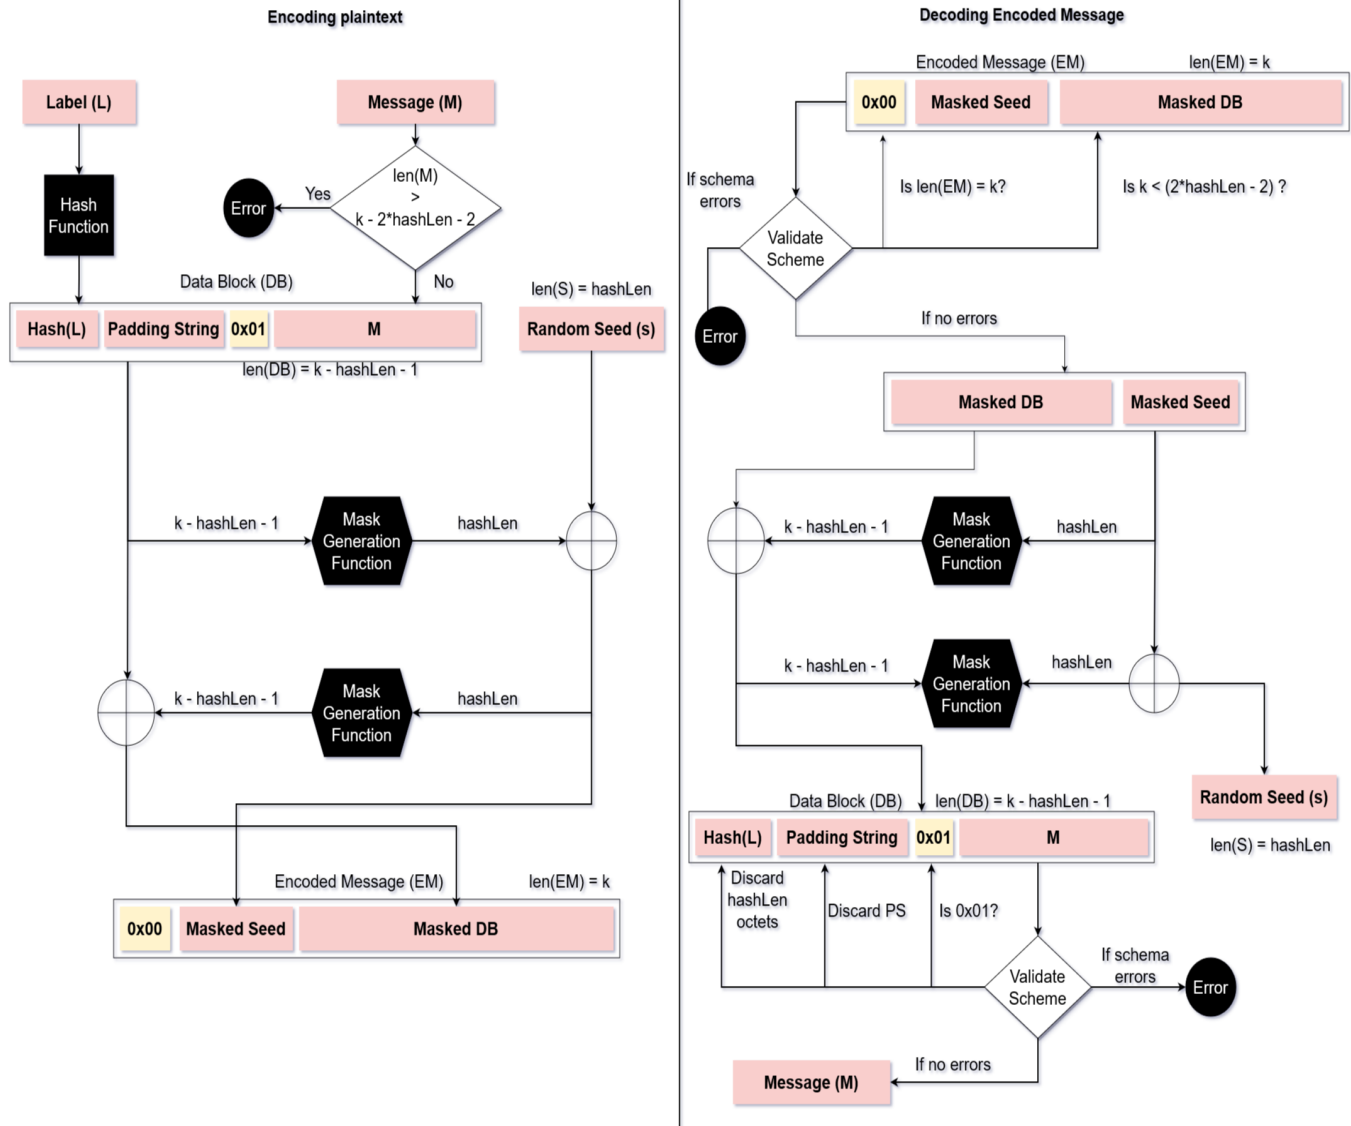 Encoding plaintext
Label (L)
Message (M)
Hash
Function
len(M)
>
k - 2*hashLen - 2
Yes
Error
No
Data Block (DB)
Hash(L)
Padding String
0x01
M
len(DB) = k - hashLen - 1
len(S) = hashLen
Random Seed (s)
k - hashLen - 1
Mask
Generation
Function
hashLen
k - hashLen - 1
Mask
Generation
Function
hashLen
Encoded Message (EM)
len(EM) = k
0x00
Masked Seed
Masked DB
Decoding Encoded Message
Encoded Message (EM)
len(EM) = k
0x00
Masked Seed
Masked DB
If schema
errors
Is len(EM) = k?
Is k < (2*hashLen - 2) ?
Validate
Scheme
Error
If no errors
Masked DB
Masked Seed
k - hashLen - 1
Mask
Generation
Function
hashLen
k - hashLen - 1
Mask
Generation
Function
hashLen
Random Seed (s)
len(S) = hashLen
Data Block (DB)
len(DB) = k - hashLen - 1
Hash(L)
Padding String
0x01
M
Discard
hashLen
octets
Discard PS
Is 0x01?
Validate
Scheme
If schema
errors
Error
If no errors
Message (M)